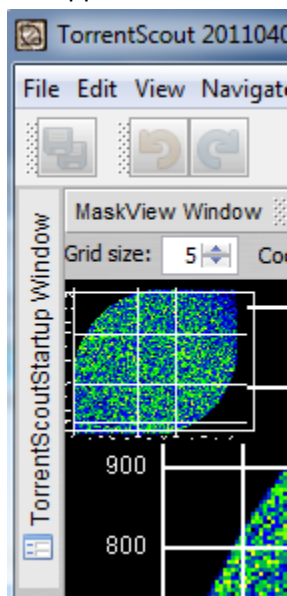 TorrentScout 2011040
File Edit View Navigate
TorrentScoutStartup Window
MaskView Window
Grid size: 5
900
800